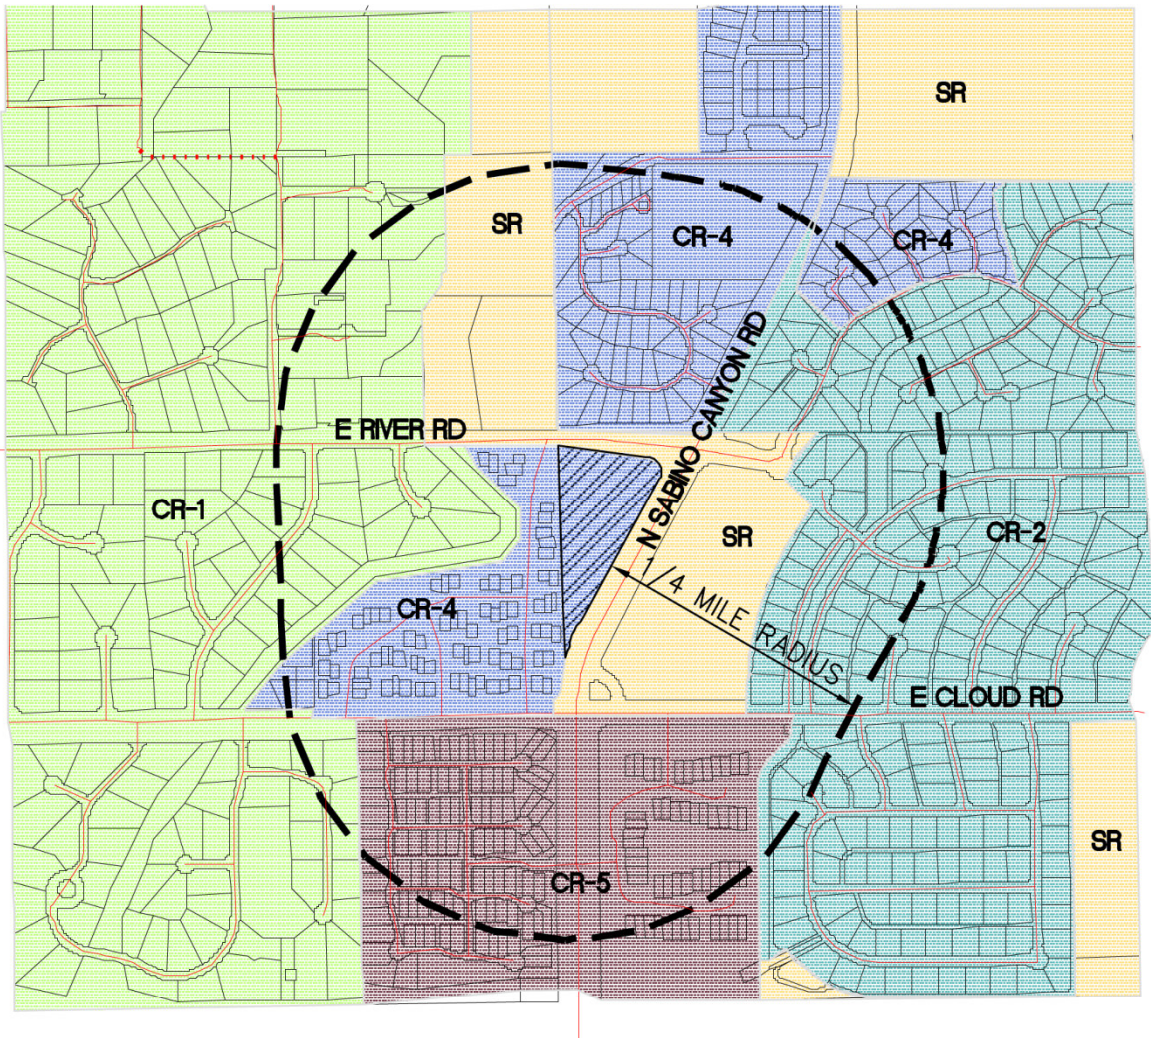 SR
SR
CR-4
CR-4
N SABINO CANYON RD
E RIVER RD
CR-1
SR
CR-2
1/4 MILE RADIUS
CR-4
E CLOUD RD
SR
CR-5